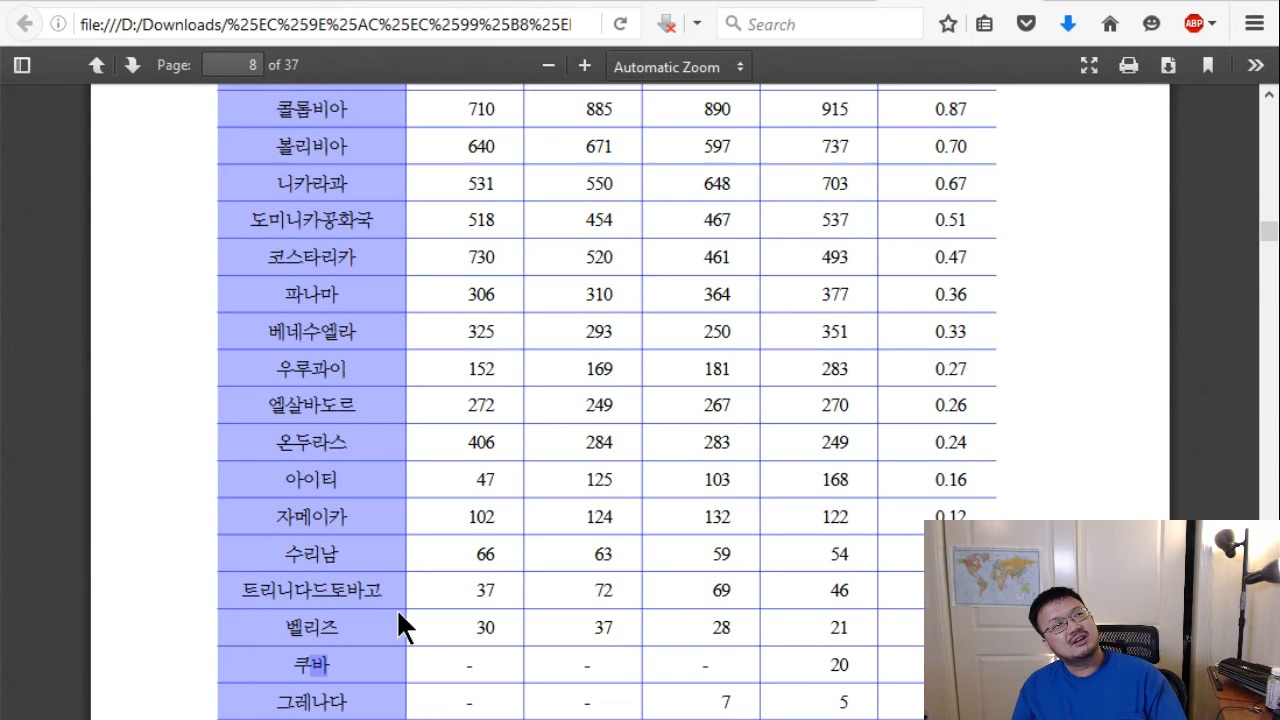 file:///D:/Downloads/%25EC%259E%25AC%25EC%2599%25B8%25E
Search
ABP
Page: 8 of 37
Automatic Zoom
콜롬비아 710 885 890 915 0.87
볼리비아 640 671 597 737 0.70
니카라과 531 550 648 703 0.67
도미니카공화국 518 454 467 537 0.51
코스타리카 730 520 461 493 0.47
파나마 306 310 364 377 0.36
베네수엘라 325 293 250 351 0.33
우루과이 152 169 181 283 0.27
엘살바도르 272 249 267 270 0.26
온두라스 406 284 283 249 0.24
아이티 47 125 103 168 0.16
자메이카 102 124 132 122 0.12
수리남 66 63 59 54
트리니다드토바고 37 72 69 46
벨리즈 30 37 28 21
쿠바 - - - 20
그레나다 - - 7 5